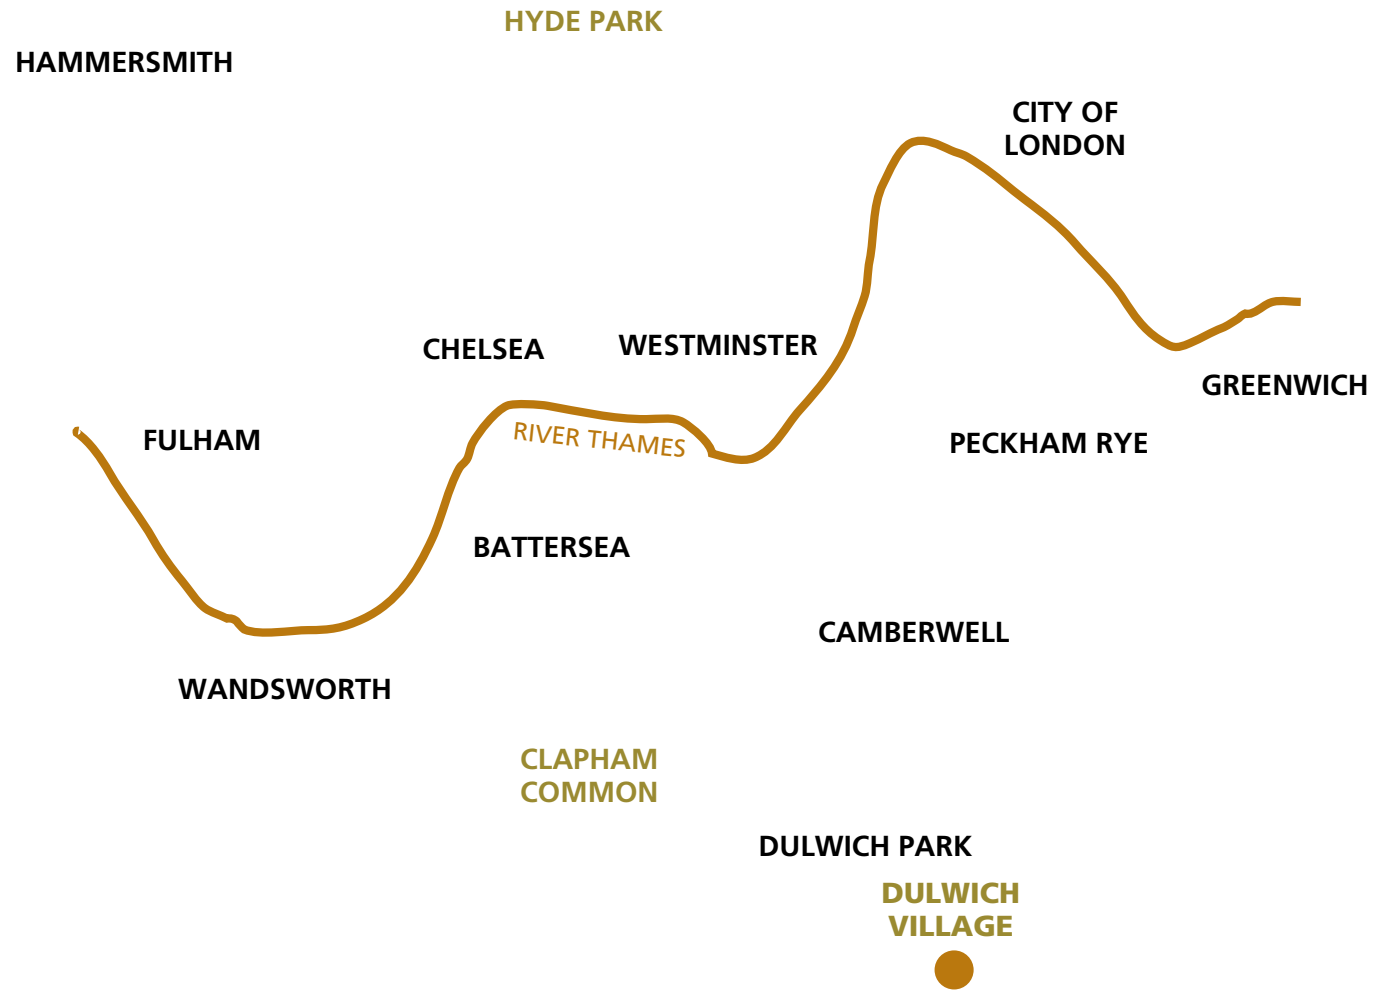 HYDE PARK
HAMMERSMITH
CITY OF
LONDON
CHELSEA
WESTMINSTER
GREENWICH
FULHAM
RIVER THAMES
PECKHAM RYE
BATTERSEA
CAMBERWELL
WANDSWORTH
CLAPHAM
COMMON
DULWICH PARK
DULWICH
VILLAGE